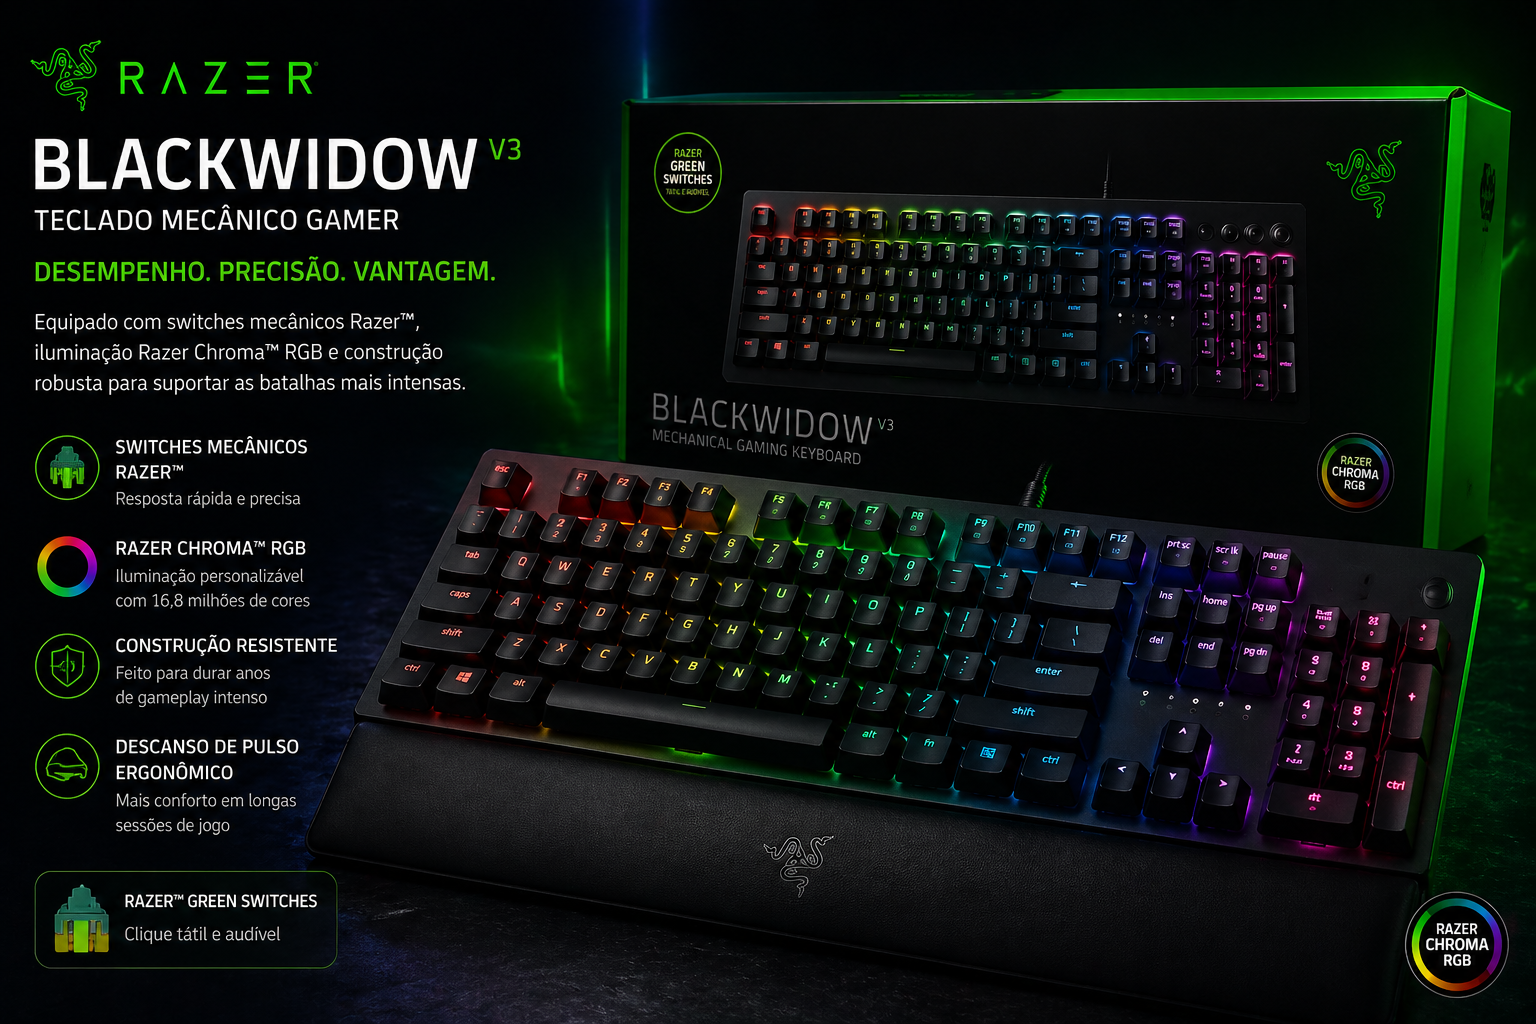 RAZER
BLACKWIDOW V3
TECLADO MECÂNICO GAMER
DESEMPENHO. PRECISÃO. VANTAGEM.
Equipado com switches mecânicos Razer™,
iluminação Razer Chroma™ RGB e construção
robusta para suportar as batalhas mais intensas.
SWITCHES MECÂNICOS
RAZER™
Resposta rápida e precisa
RAZER CHROMA™ RGB
Iluminação personalizável
com 16,8 milhões de cores
CONSTRUÇÃO RESISTENTE
Feito para durar anos
de gameplay intenso
DESCANSO DE PULSO
ERGONÔMICO
Mais conforto em longas
sessões de jogo
RAZER™ GREEN SWITCHES
Clique tátil e audível
RAZER
GREEN
SWITCHES
BLACKWIDOW V3
MECHANICAL GAMING KEYBOARD
RAZER
CHROMA
RGB
esc F1 F2 F3 F4 F5 F7 F9 F11 F12 prt sc scr lk pause
tab Q W E R T Y U I O P
ins home pg up
caps A S D F G H J K L enter
del end pg dn
shift Z X C V B N M shift
ctrl alt alt fn ctrl
RAZER
CHROMA
RGB